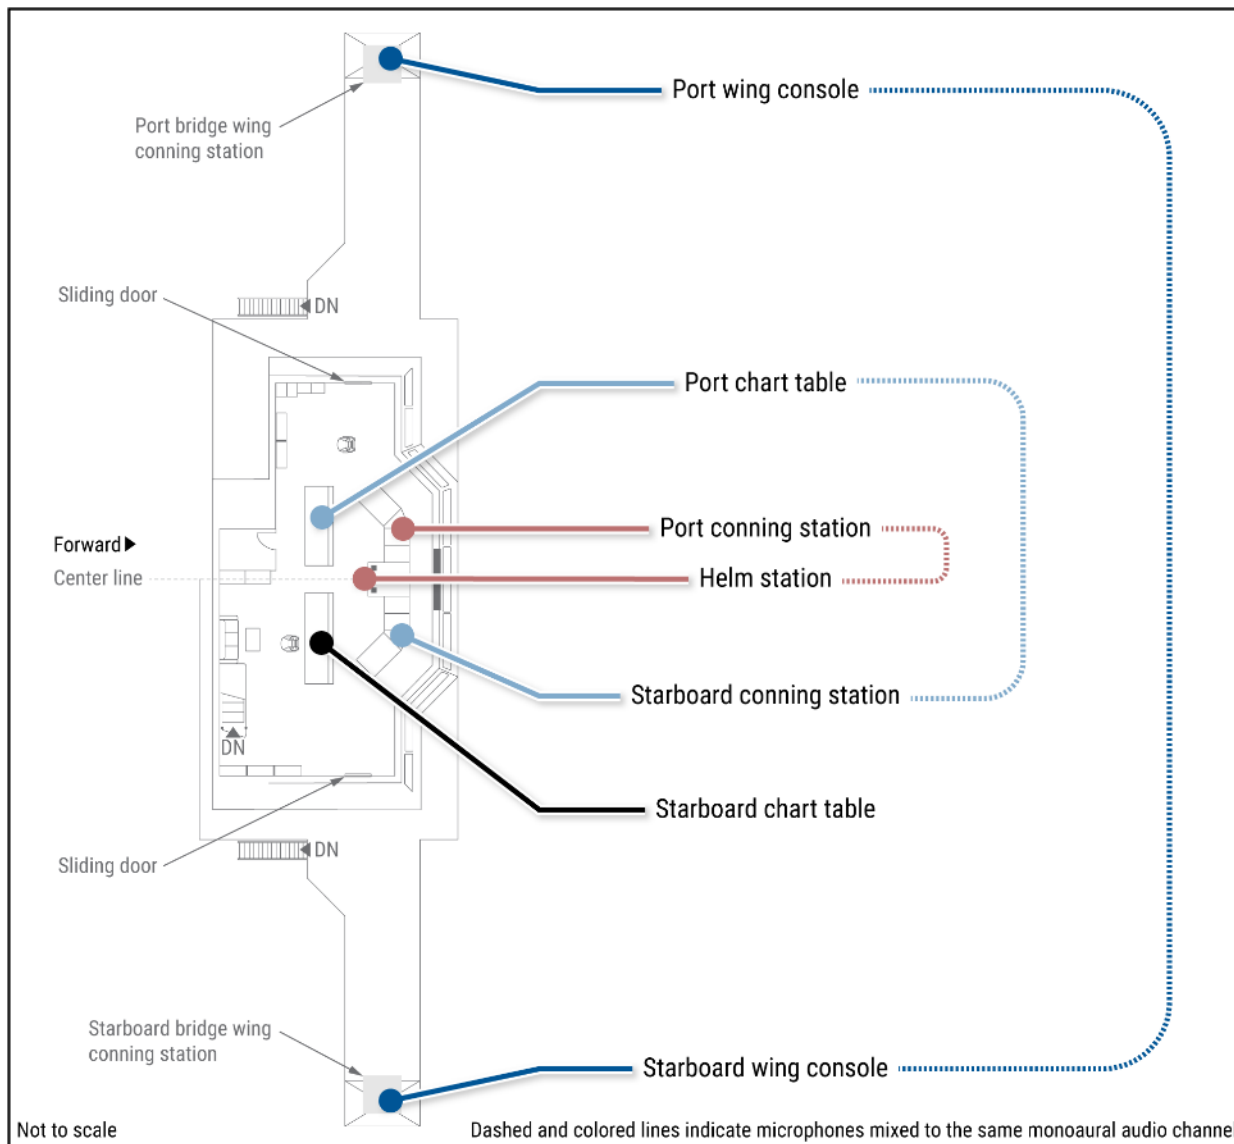 Port wing console
Port bridge wing
conning station
Sliding door
DN
Port chart table
Port conning station
Forward
Center line
Helm station
Starboard conning station
DN
Starboard chart table
DN
Sliding door
Starboard bridge wing
conning station
Starboard wing console
Not to scale
Dashed and colored lines indicate microphones mixed to the same monoaural audio channel